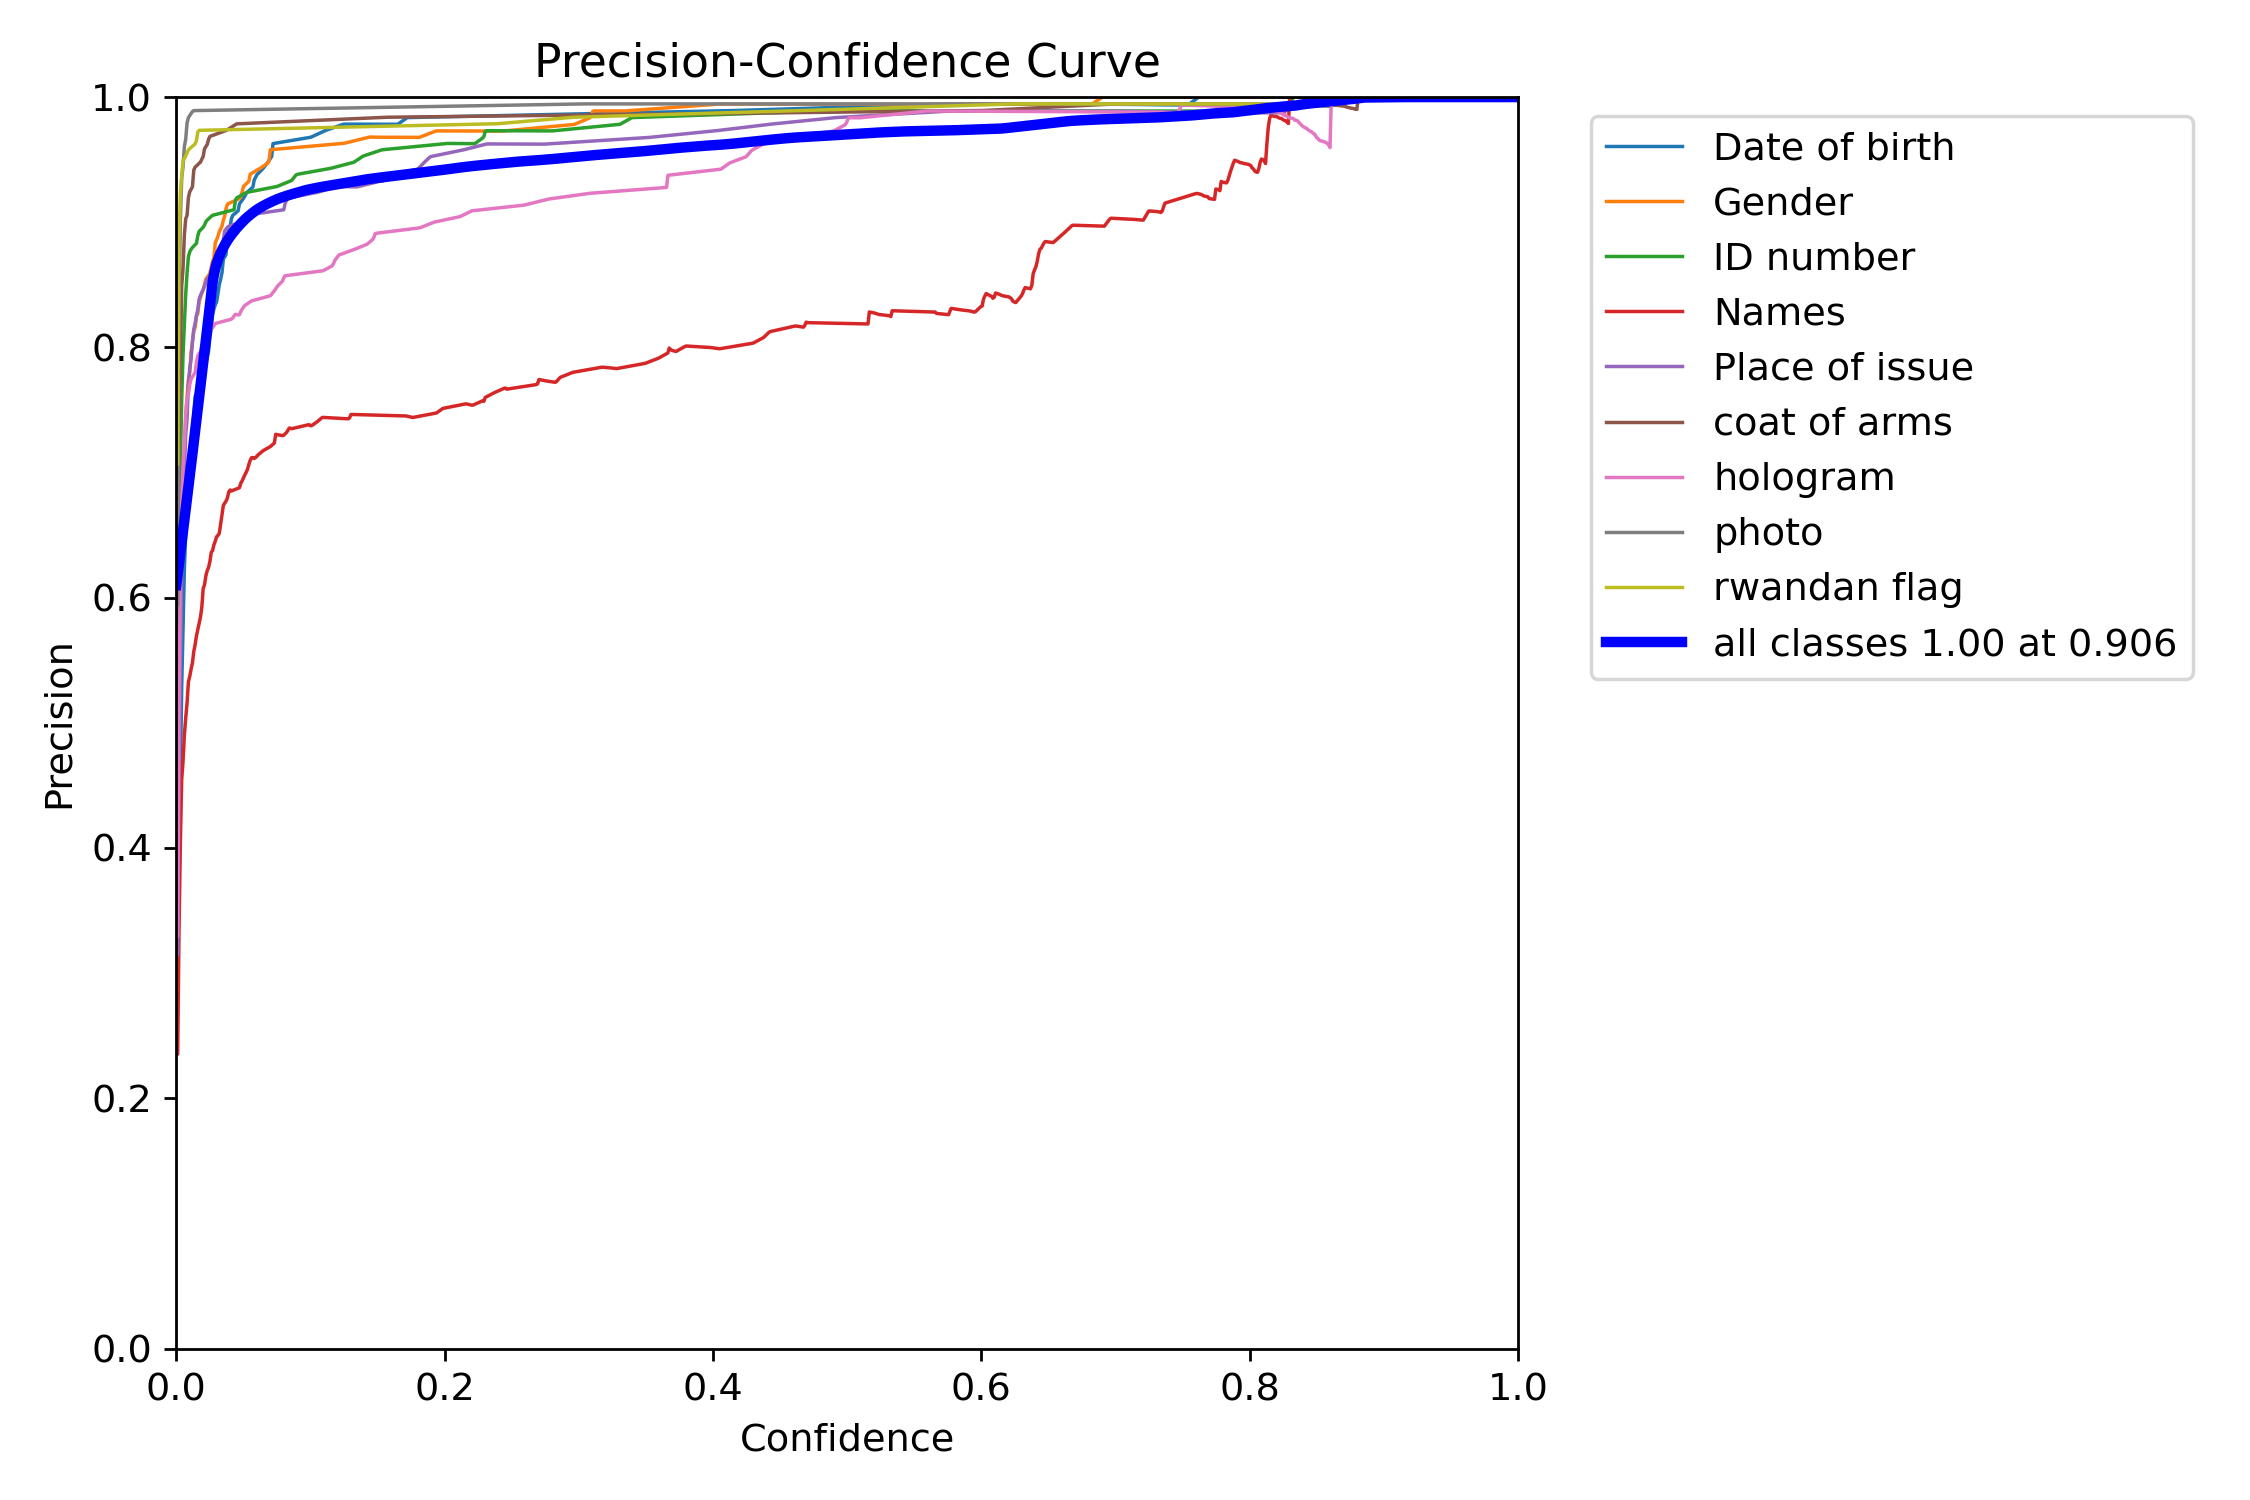 Precision-Confidence Curve
1.0
0.8
0.6
0.4
0.2
0.0
Precision
0.0 0.2 0.4 0.6 0.8 1.0
Confidence
Date of birth
Gender
ID number
Names
Place of issue
coat of arms
hologram
photo
rwandan flag
all classes 1.00 at 0.906